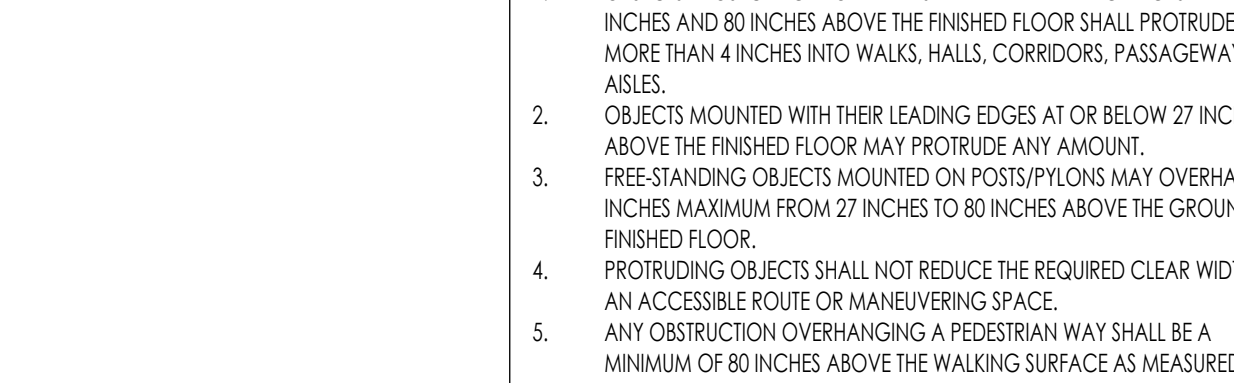 INCHES AND 80 INCHES ABOVE THE FINISHED FLOOR SHALL PROTRUDE
MORE THAN 4 INCHES INTO WALKS, HALLS, CORRIDORS, PASSAGEWAY
AISLES.
2. OBJECTS MOUNTED WITH THEIR LEADING EDGES AT OR BELOW 27 INC
ABOVE THE FINISHED FLOOR MAY PROTRUDE ANY AMOUNT.
3. FREE-STANDING OBJECTS MOUNTED ON POSTS/PYLONS MAY OVERHA
INCHES MAXIMUM FROM 27 INCHES TO 80 INCHES ABOVE THE GROUN
FINISHED FLOOR.
4. PROTRUDING OBJECTS SHALL NOT REDUCE THE REQUIRED CLEAR WIDT
AN ACCESSIBLE ROUTE OR MANEUVERING SPACE.
5. ANY OBSTRUCTION OVERHANGING A PEDESTRIAN WAY SHALL BE A
MINIMUM OF 80 INCHES ABOVE THE WALKING SURFACE AS MEASURED